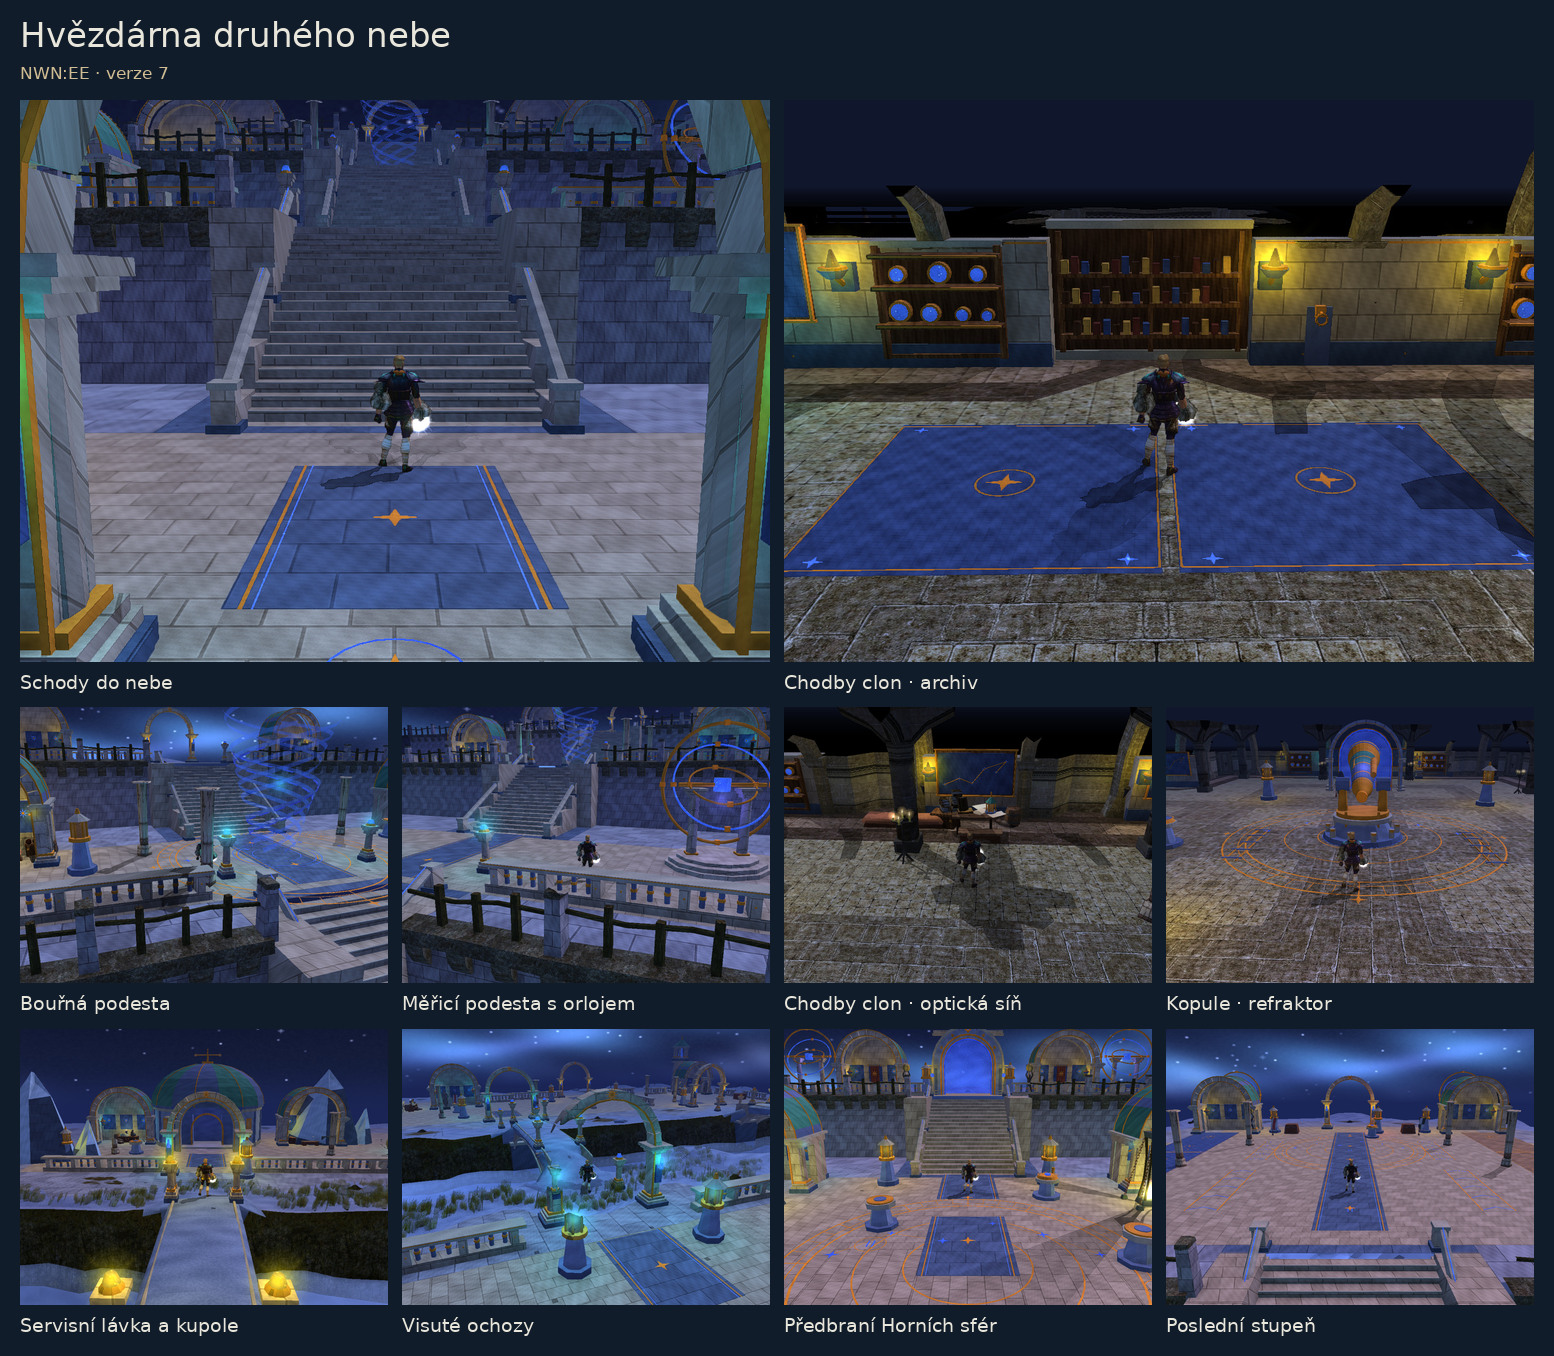 Hvězdárna druhého nebe
NWN:EE · verze 7
Schody do nebe
Chodby clon · archiv
Bouřná podesta
Měřicí podesta s orlojem
Chodby clon · optická síň
Kopule · refraktor
Servisní lávka a kupole
Visuté ochozy
Předbraní Horních sfér
Poslední stupeň